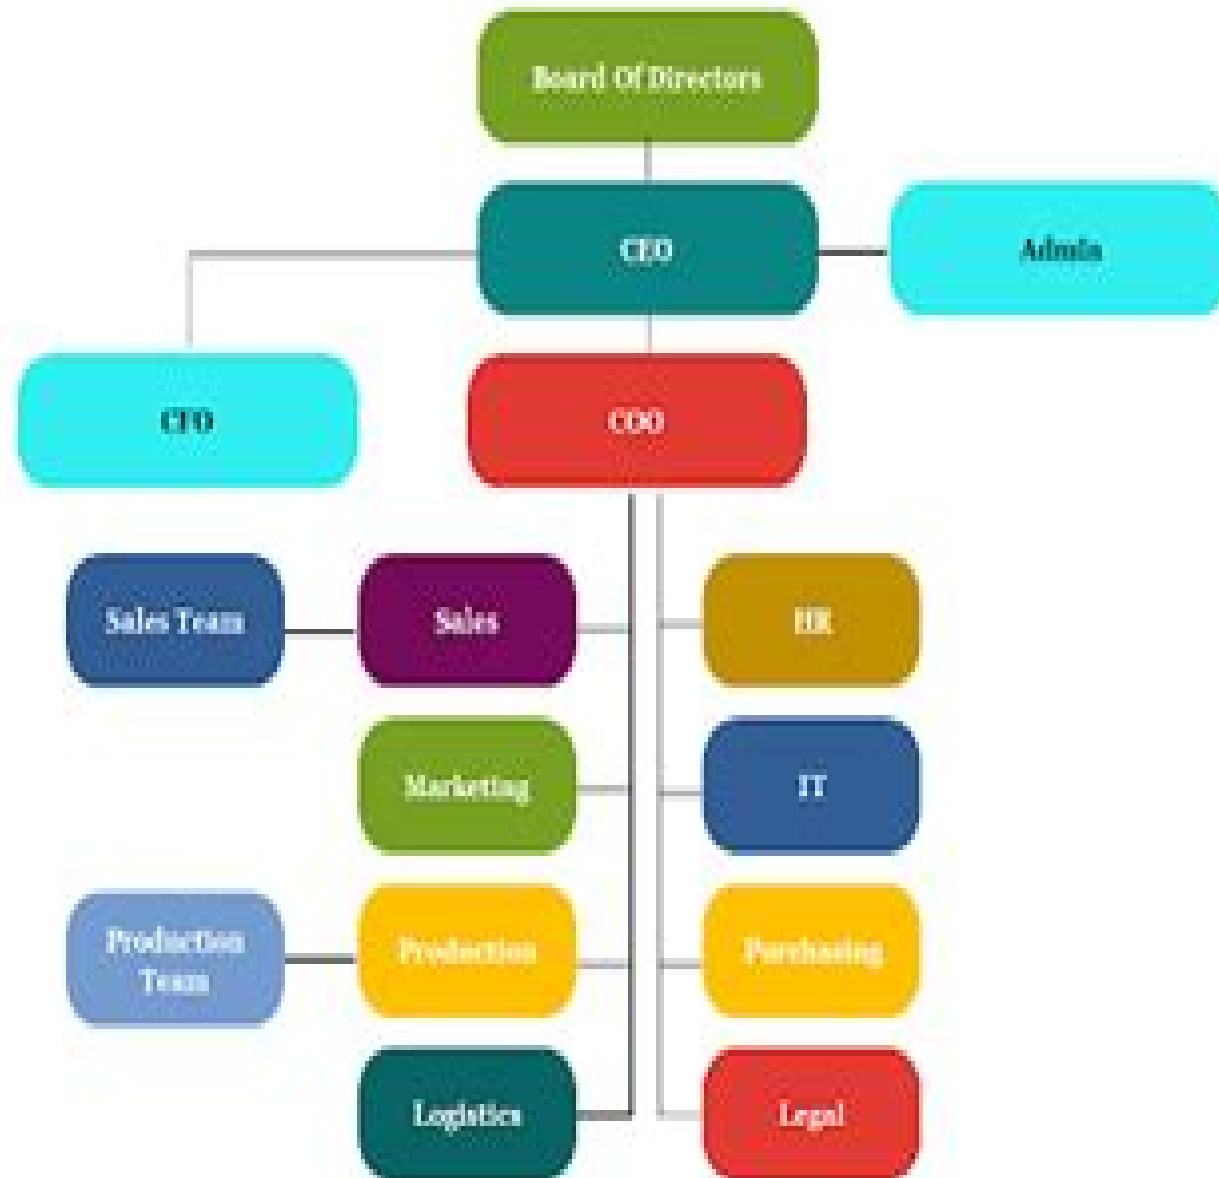 Board Of Directors
CEO
Admin
CFO
COO
Sales Team
Sales
HR
Marketing
IT
Production
Team
Production
Purchasing
Logistics
Legal